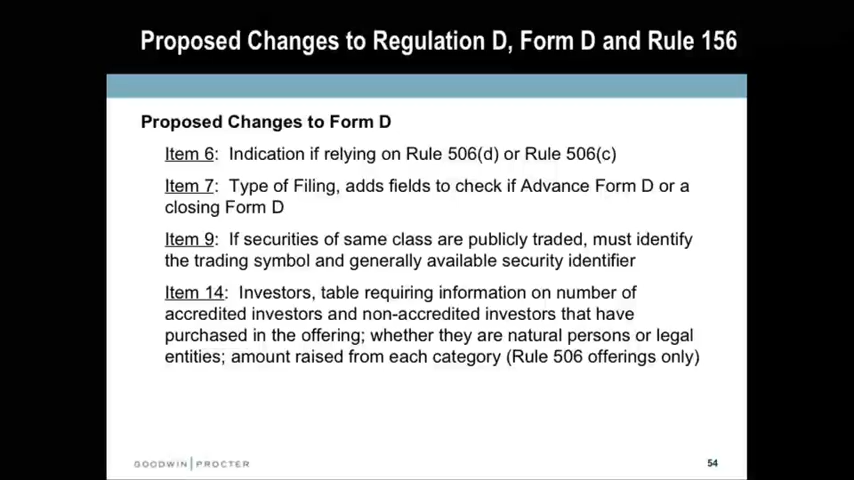 Proposed Changes to Regulation D, Form D and Rule 156
Proposed Changes to Form D
Item 6: Indication if relying on Rule 506(d) or Rule 506(c)
Item 7: Type of Filing, adds fields to check if Advance Form D or a
closing Form D
Item 9: If securities of same class are publicly traded, must identify
the trading symbol and generally available security identifier
Item 14: Investors, table requiring information on number of
accredited investors and non-accredited investors that have
purchased in the offering; whether they are natural persons or legal
entities; amount raised from each category (Rule 506 offerings only)
GOODWIN | PROCTER
54